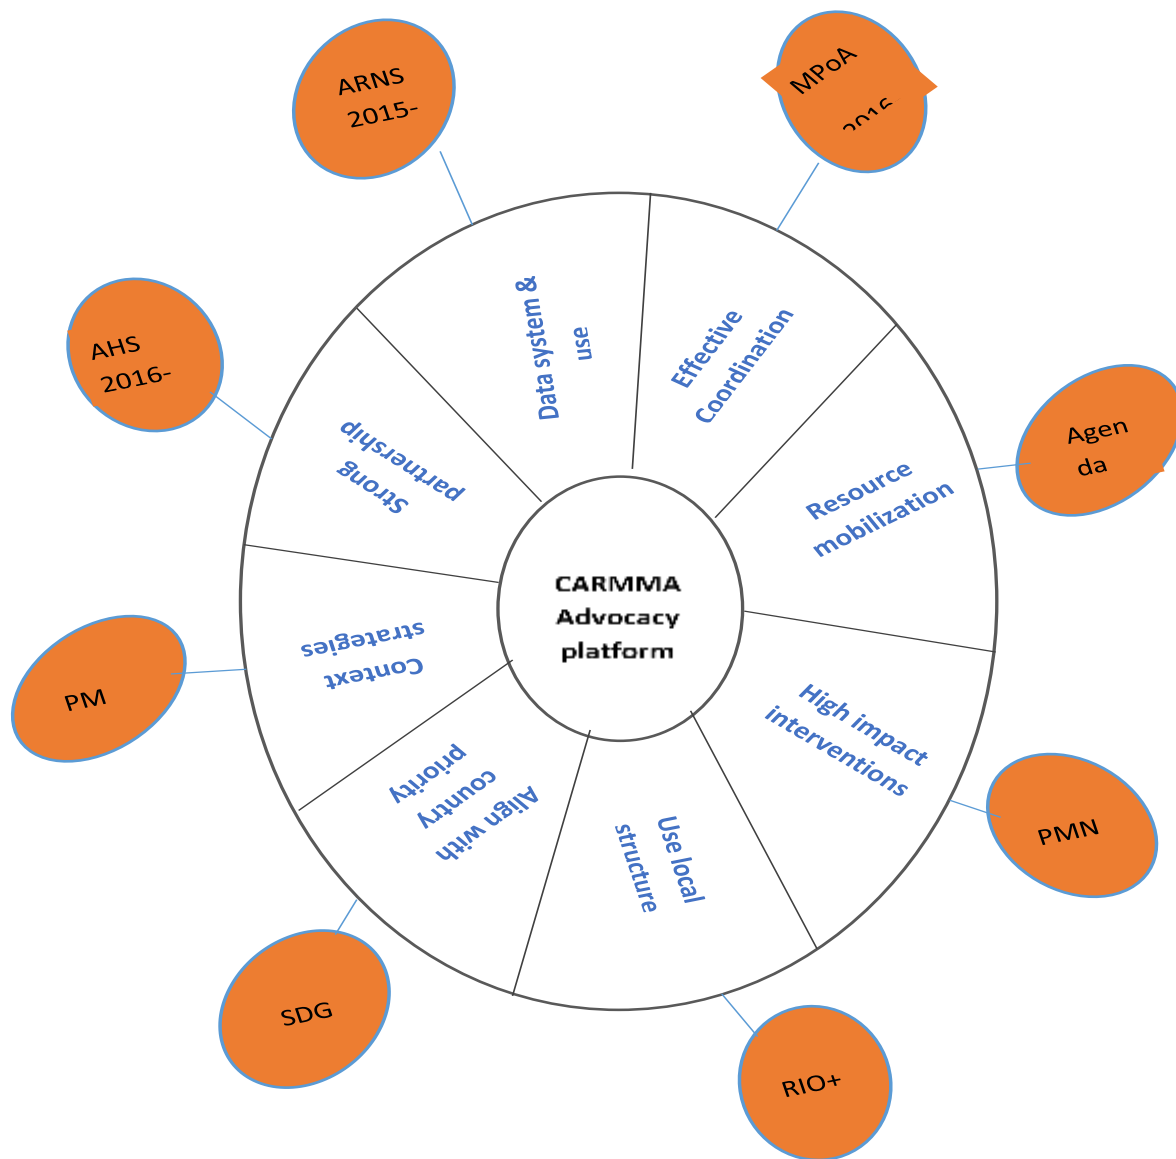 ARNS
2015-
MPoA
2016-
AHS
2016-
Agen
da
PM
PMN
SDG
RIO+
Data system &
use
Effective
Coordination
Resource
mobilization
High impact
interventions
Use local
structure
Align with
country
priority
Context
strategies
Strong
partnership
CARMMA
Advocacy
platform